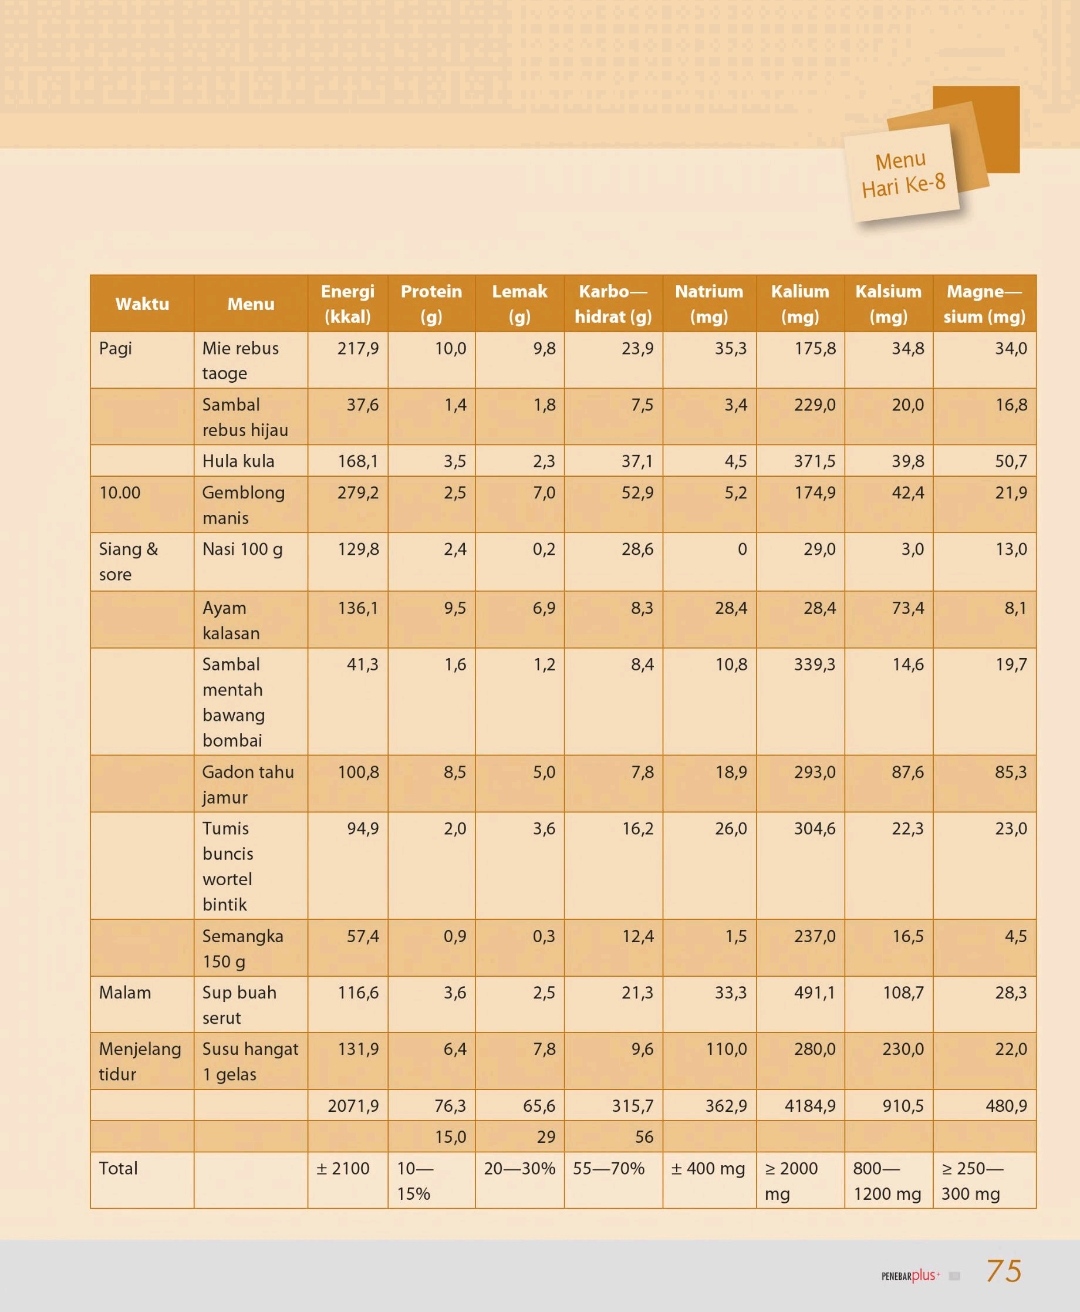 Menu
Hari Ke-8
Waktu Menu Energi (kkal) Protein (g) Lemak (g) Karbo—hidrat (g) Natrium (mg) Kalium (mg) Kalsium (mg) Magne—sium (mg)
Pagi Mie rebus taoge 217,9 10,0 9,8 23,9 35,3 175,8 34,8 34,0
Sambal rebus hijau 37,6 1,4 1,8 7,5 3,4 229,0 20,0 16,8
Hula kula 168,1 3,5 2,3 37,1 4,5 371,5 39,8 50,7
10.00 Gemblong manis 279,2 2,5 7,0 52,9 5,2 174,9 42,4 21,9
Siang & sore Nasi 100 g 129,8 2,4 0,2 28,6 0 29,0 3,0 13,0
Ayam kalasan 136,1 9,5 6,9 8,3 28,4 28,4 73,4 8,1
Sambal mentah bawang bombai 41,3 1,6 1,2 8,4 10,8 339,3 14,6 19,7
Gadon tahu jamur 100,8 8,5 5,0 7,8 18,9 293,0 87,6 85,3
Tumis buncis wortel bintik 94,9 2,0 3,6 16,2 26,0 304,6 22,3 23,0
Semangka 150 g 57,4 0,9 0,3 12,4 1,5 237,0 16,5 4,5
Malam Sup buah serut 116,6 3,6 2,5 21,3 33,3 491,1 108,7 28,3
Menjelang tidur Susu hangat 1 gelas 131,9 6,4 7,8 9,6 110,0 280,0 230,0 22,0
2071,9 76,3 65,6 315,7 362,9 4184,9 910,5 480,9
15,0 29 56
Total ± 2100 10—15% 20—30% 55—70% ± 400 mg ≥ 2000 mg 800—1200 mg ≥ 250—300 mg
PENEBAR plus+ 75